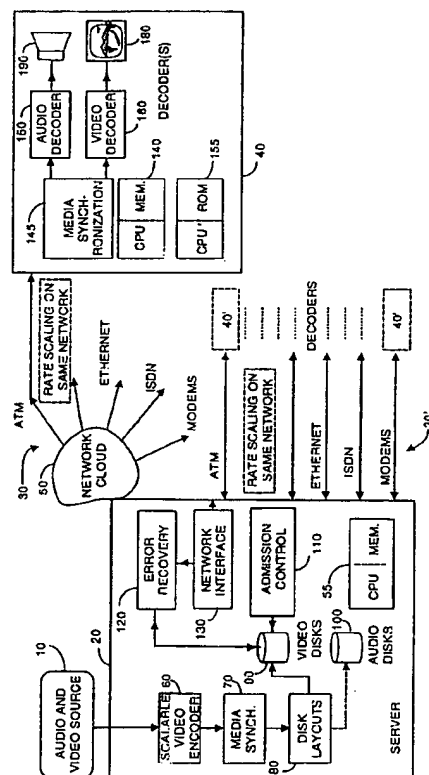 10
AUDIO AND
VIDEO SOURCE
20
SCALABLE
VIDEO
ENCODER
60
MEDIA
SYNCH.
70
DISK
LAYOUTS
80
SERVER
ERROR
RECOVERY
120
NETWORK
INTERFACE
130
ADMISSION
CONTROL
110
VIDEO
DISKS
AUDIO
DISKS
100
55
CPU
MEM.
30
50
NETWORK
CLOUD
ATM
RATE SCALING ON
SAME NETWORK
ETHERNET
ISDN
MODEMS
ATM
RATE SCALING ON
SAME NETWORK
ETHERNET
ISDN
MODEMS
40'
DECODERS
40'
145
MEDIA
SYNCH-
RONIZATION
AUDIO
DECODER
190
VIDEO
DECODER
160
180
DECODER(S)
CPU
MEM.
140
CPU'
ROM
155
40